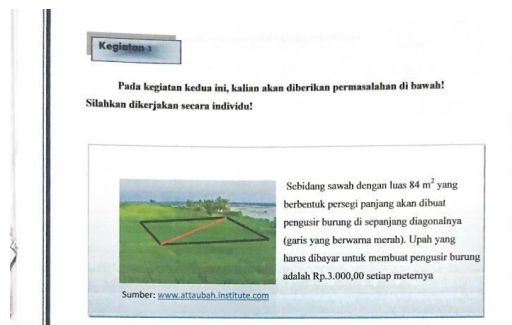 Kegiatan 1
Pada kegiatan kedua ini, kalian akan diberikan permasalahan di bawah!
Silahkan dikerjakan secara individu!
Sebidang sawah dengan luas 84 m² yang
berbentuk persegi panjang akan dibuat
pengusir burung di sepanjang diagonalnya
(garis yang berwarna merah). Upah yang
harus dibayar untuk membuat pengusir burung
adalah Rp.3.000,00 setiap meternya
Sumber: www.attaubah.institute.com